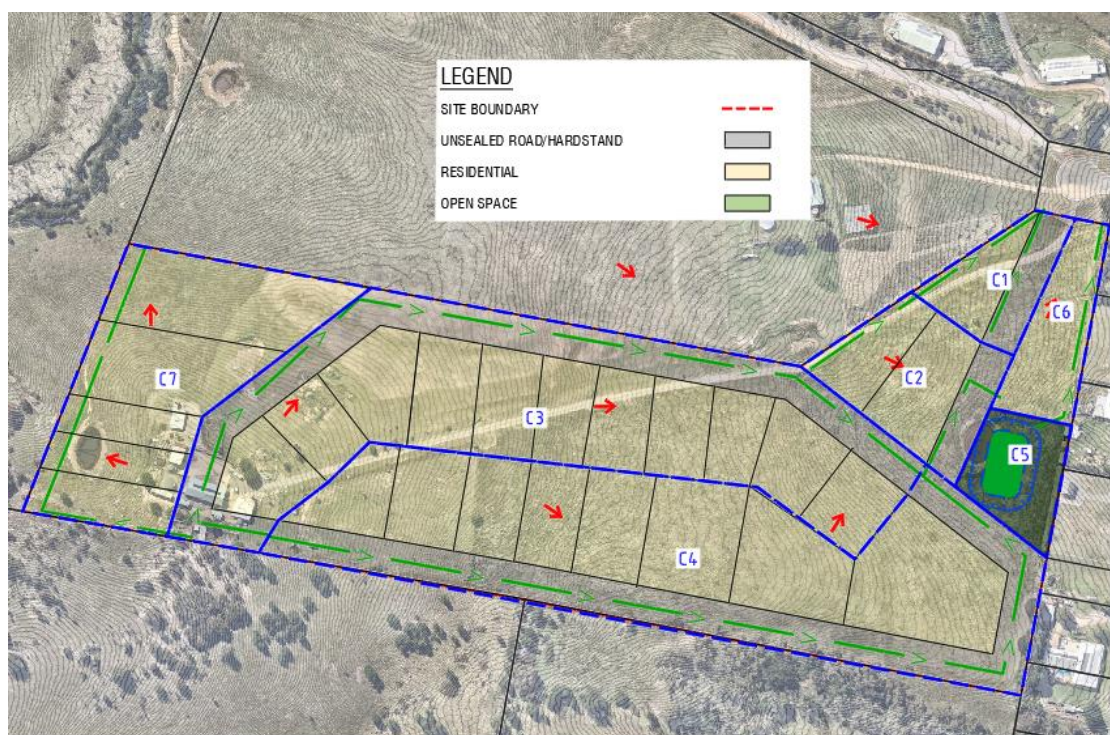 LEGEND
SITE BOUNDARY
UNSEALED ROAD/HARDSTAND
RESIDENTIAL
OPEN SPACE
C1
C6
C7
C2
C3
C5
C4